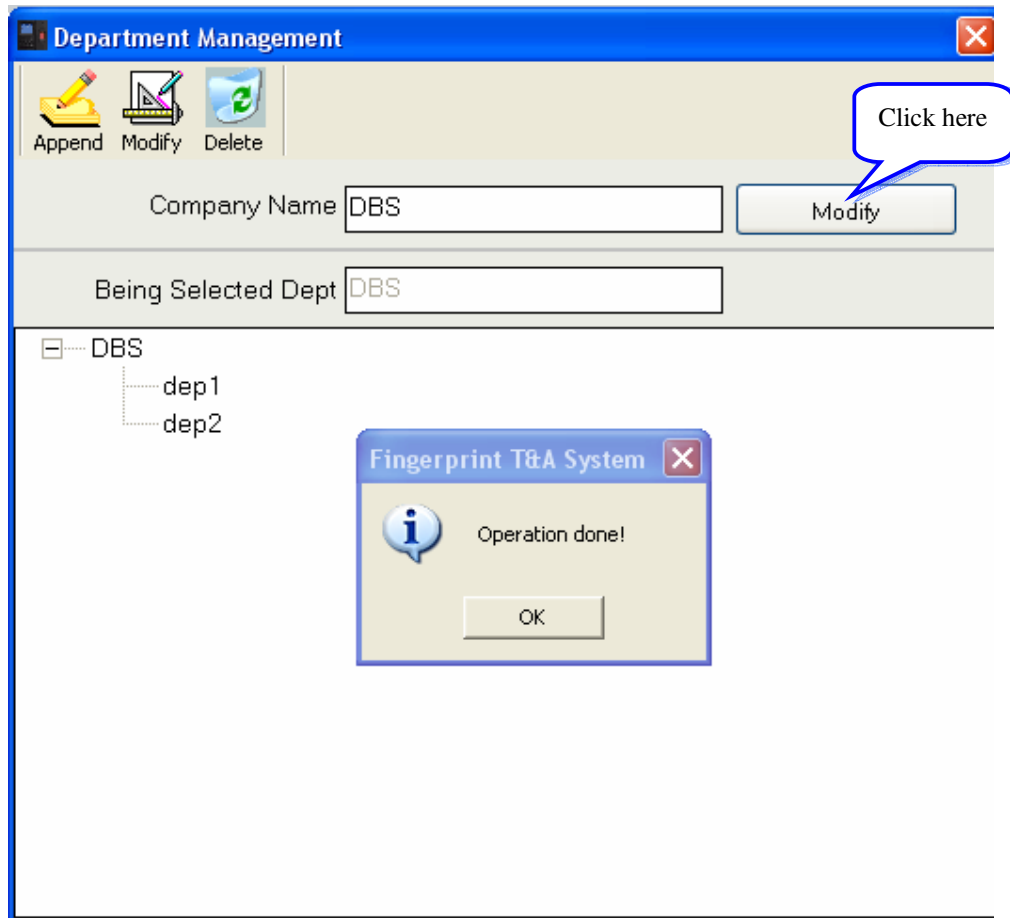 Department Management
Append Modify Delete
Click here
Company Name DBS Modify
Being Selected Dept DBS
DBS
dep1
dep2
Fingerprint T&A System
Operation done!
OK